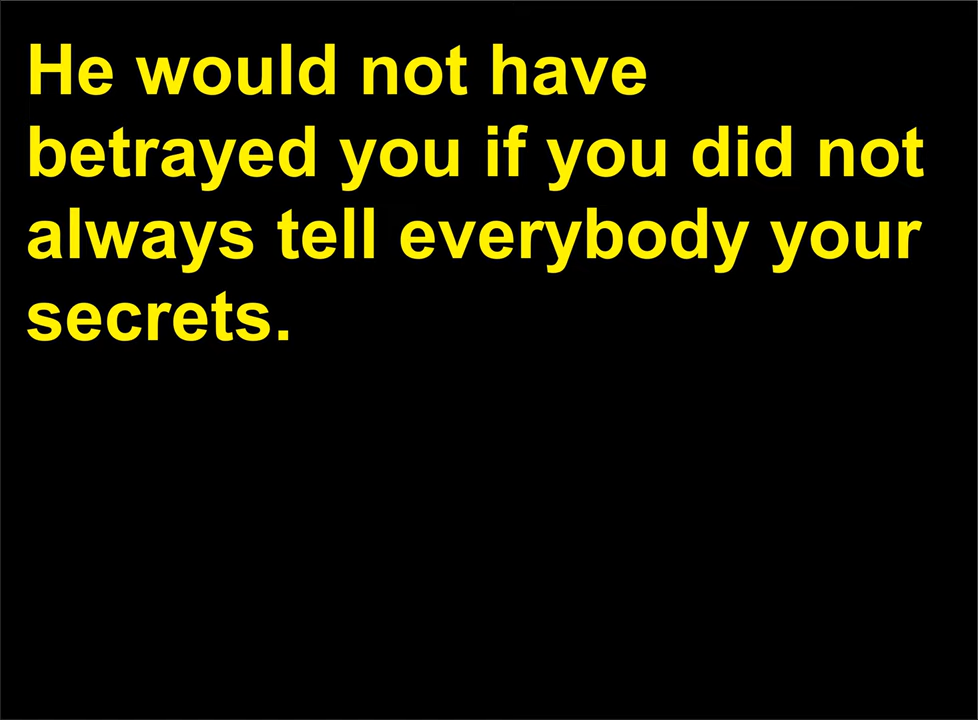 He would not have
betrayed you if you did not
always tell everybody your
secrets.